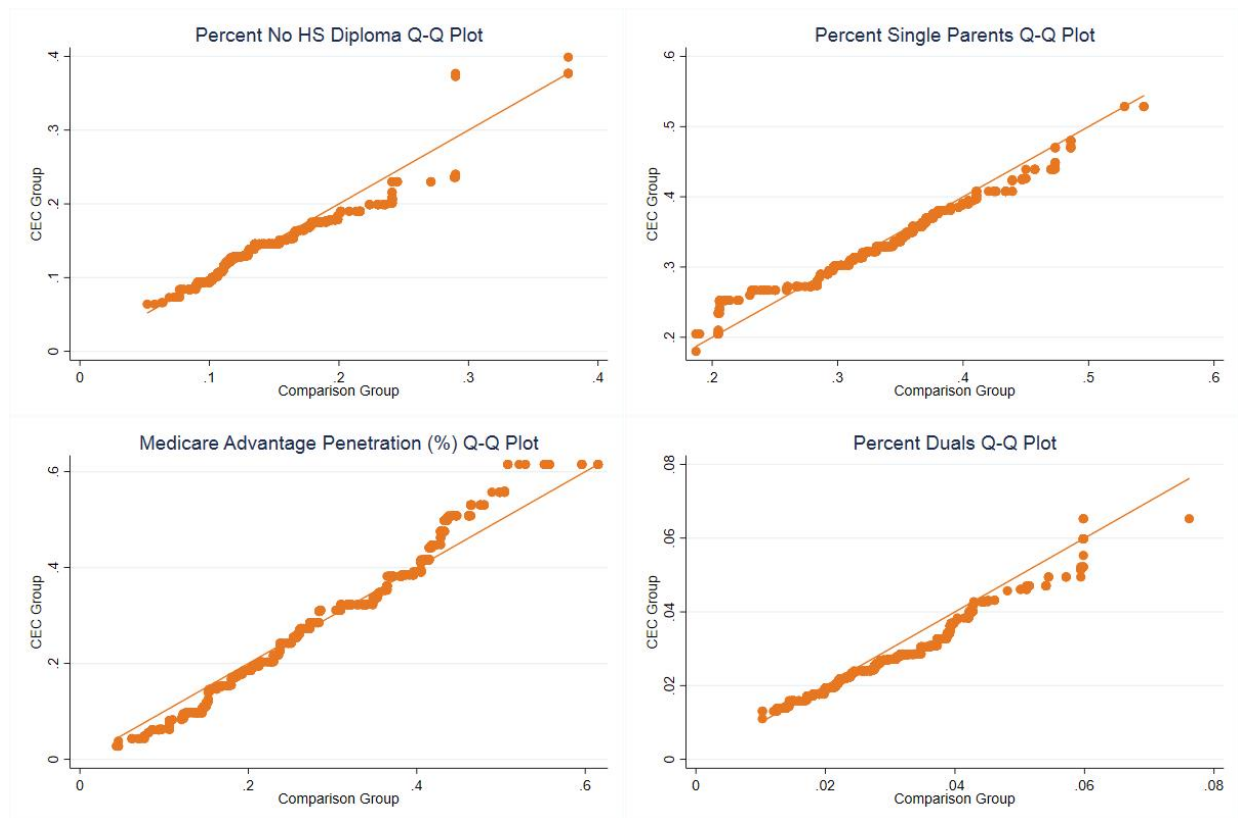 Percent No HS Diploma Q-Q Plot
.4
.3
.2
.1
0
CEC Group
0 .1 .2 .3 .4
Comparison Group
Percent Single Parents Q-Q Plot
.6
.5
.4
.3
.2
CEC Group
.2 .3 .4 .5 .6
Comparison Group
Medicare Advantage Penetration (%) Q-Q Plot
.6
.4
.2
0
CEC Group
0 .2 .4 .6
Comparison Group
Percent Duals Q-Q Plot
.08
.06
.04
.02
0
CEC Group
0 .02 .04 .06 .08
Comparison Group